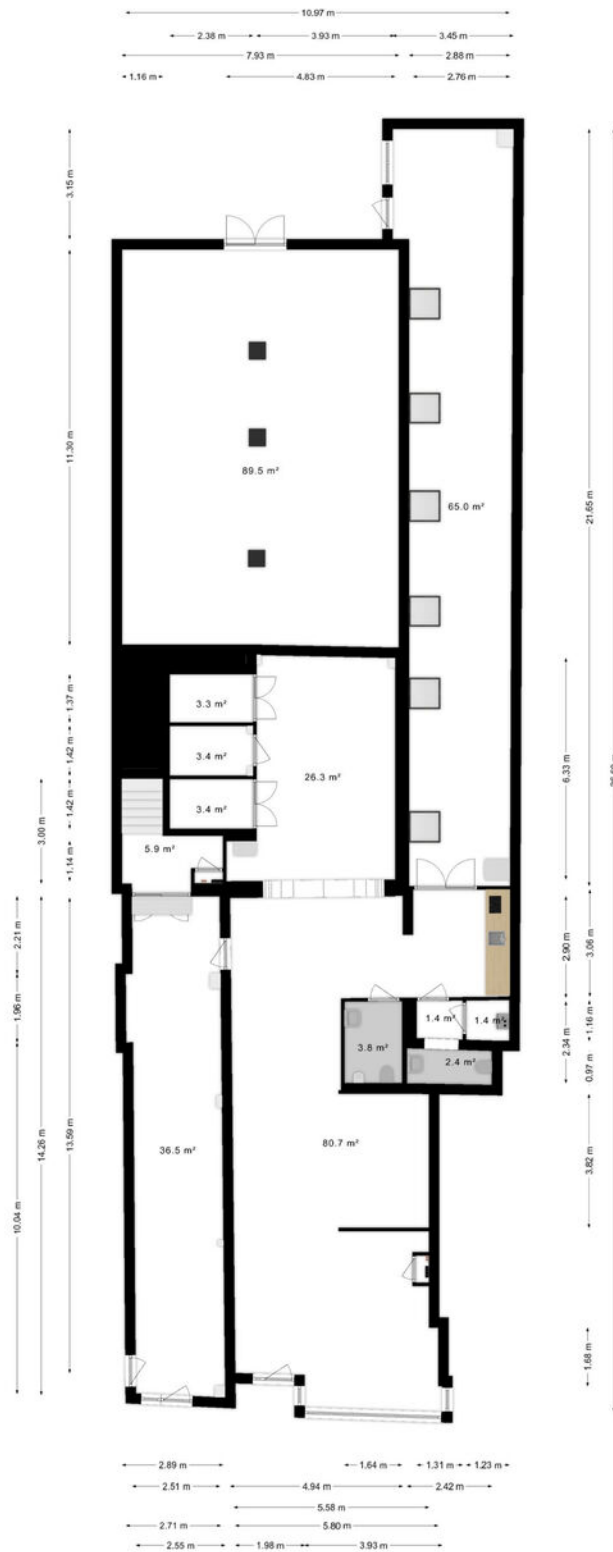 10.97 m
2.38 m 3.93 m 3.45 m
7.93 m 2.88 m
1.16 m 4.83 m 2.76 m
3.15 m
11.30 m
89.5 m²
65.0 m²
21.65 m
1.37 m
3.3 m²
1.42 m
3.4 m²
26.3 m²
6.33 m
1.42 m
3.4 m²
3.00 m
1.14 m
5.9 m²
2.21 m
2.90 m
3.06 m
1.96 m
1.4 m²
1.4 m²
1.16 m
3.8 m²
2.34 m
2.4 m²
0.97 m
14.26 m
13.59 m
36.5 m²
80.7 m²
3.82 m
10.04 m
1.68 m
2.89 m 1.64 m 1.31 m 1.23 m
2.51 m 4.94 m 2.42 m
5.58 m
2.71 m 5.80 m
2.55 m 1.98 m 3.93 m